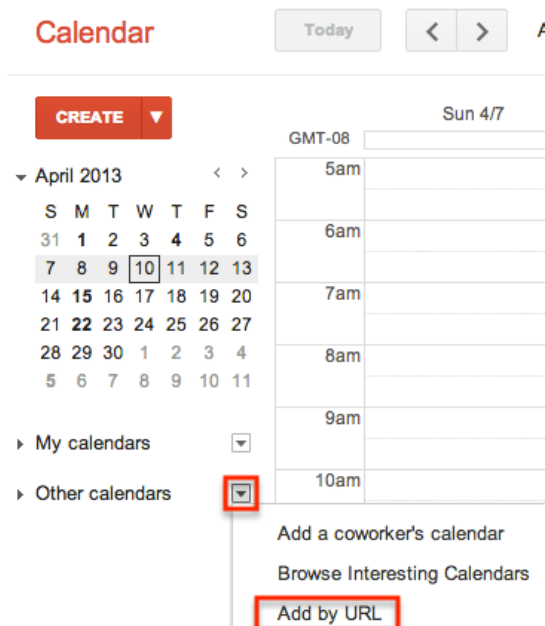 Calendar
Today
< >
CREATE
Sun 4/7
GMT-08
April 2013 < >
S M T W T F S
31 1 2 3 4 5 6
7 8 9 10 11 12 13
14 15 16 17 18 19 20
21 22 23 24 25 26 27
28 29 30 1 2 3 4
5 6 7 8 9 10 11
My calendars
Other calendars
5am
6am
7am
8am
9am
10am
Add a coworker's calendar
Browse Interesting Calendars
Add by URL